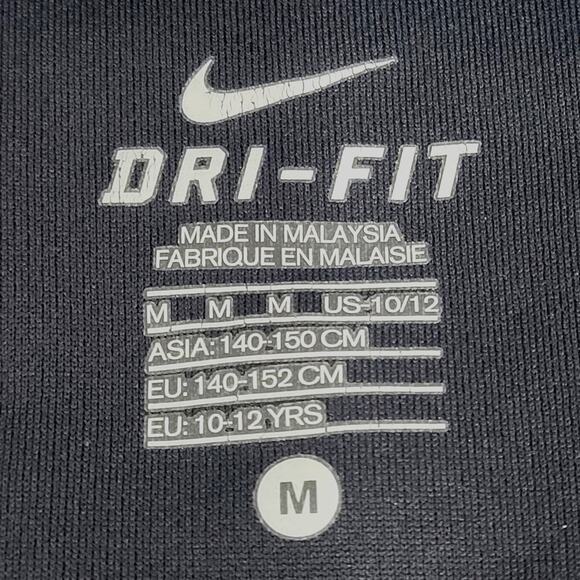 DRI-FIT
MADE IN MALAYSIA
FABRIQUE EN MALAISIE
M M M US-10/12
ASIA: 140-150 CM
EU: 140-152 CM
EU: 10-12 YRS
M